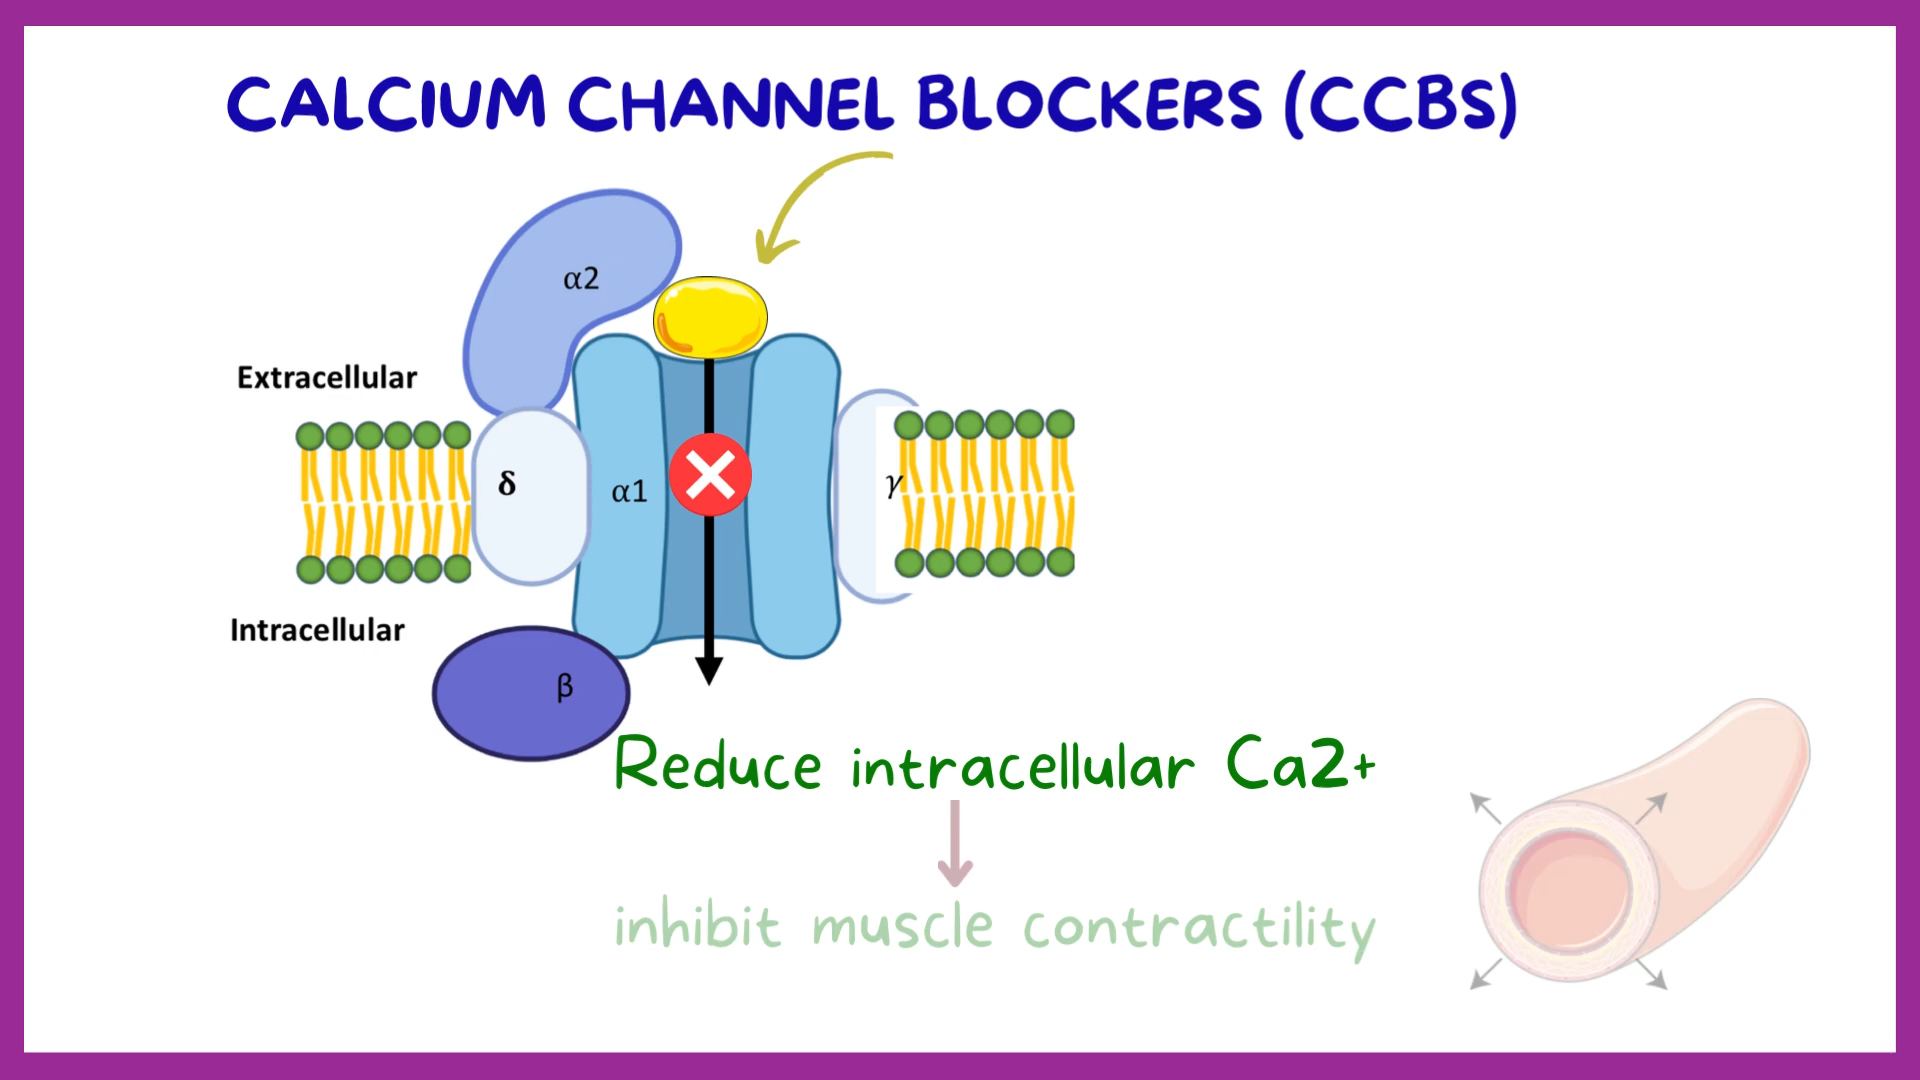 CALCIUM CHANNEL BLOCKERS (CCBS)
α2
Extracellular
δ
α1
γ
Intracellular
β
Reduce intracellular Ca2+
inhibit muscle contractility